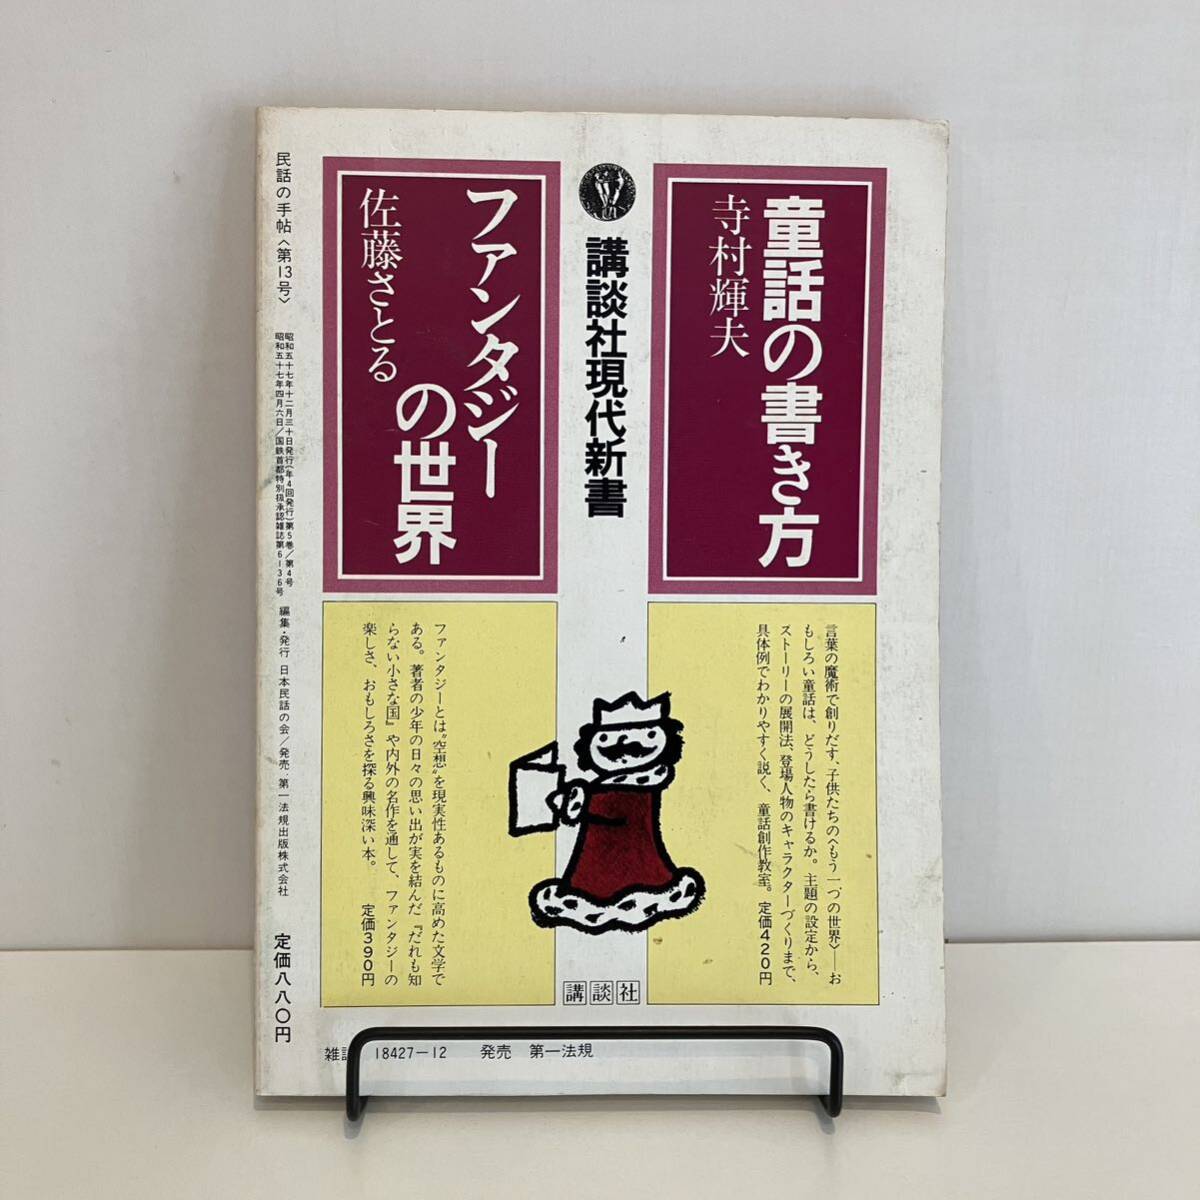 童話の書き方
寺村輝夫
講談社現代新書
ファンタジー
の世界
佐藤さとる
言葉の魔術で創りだす、子供たちの〈もう一つの世界〉──お
もしろい童話は、どうしたら書けるか。主題の設定から、
ストーリーの展開法、登場人物のキャラクターづくりまで、
具体例でわかりやすく説く、童話創作教室。 定価420円
ファンタジーとは〝空想〟を現実性あるものに高めた文学で
ある。著者の少年の日々の思い出が実を結んだ『だれも知
らない小さな国』や内外の名作を通して、ファンタジーの
楽しさ、おもしろさを探る興味深い本。 定価390円
講談社
民話の手帖〈第13号〉
昭和五十七年十二月三十日発行(年4回発行)第5巻/第4号
昭和五十七年四月六日/国鉄首都特別扱承認雑誌第6136号
編集・発行 日本民話の会/発売・第一法規出版株式会社
定価八八〇円
雑誌 18427-12 発売 第一法規